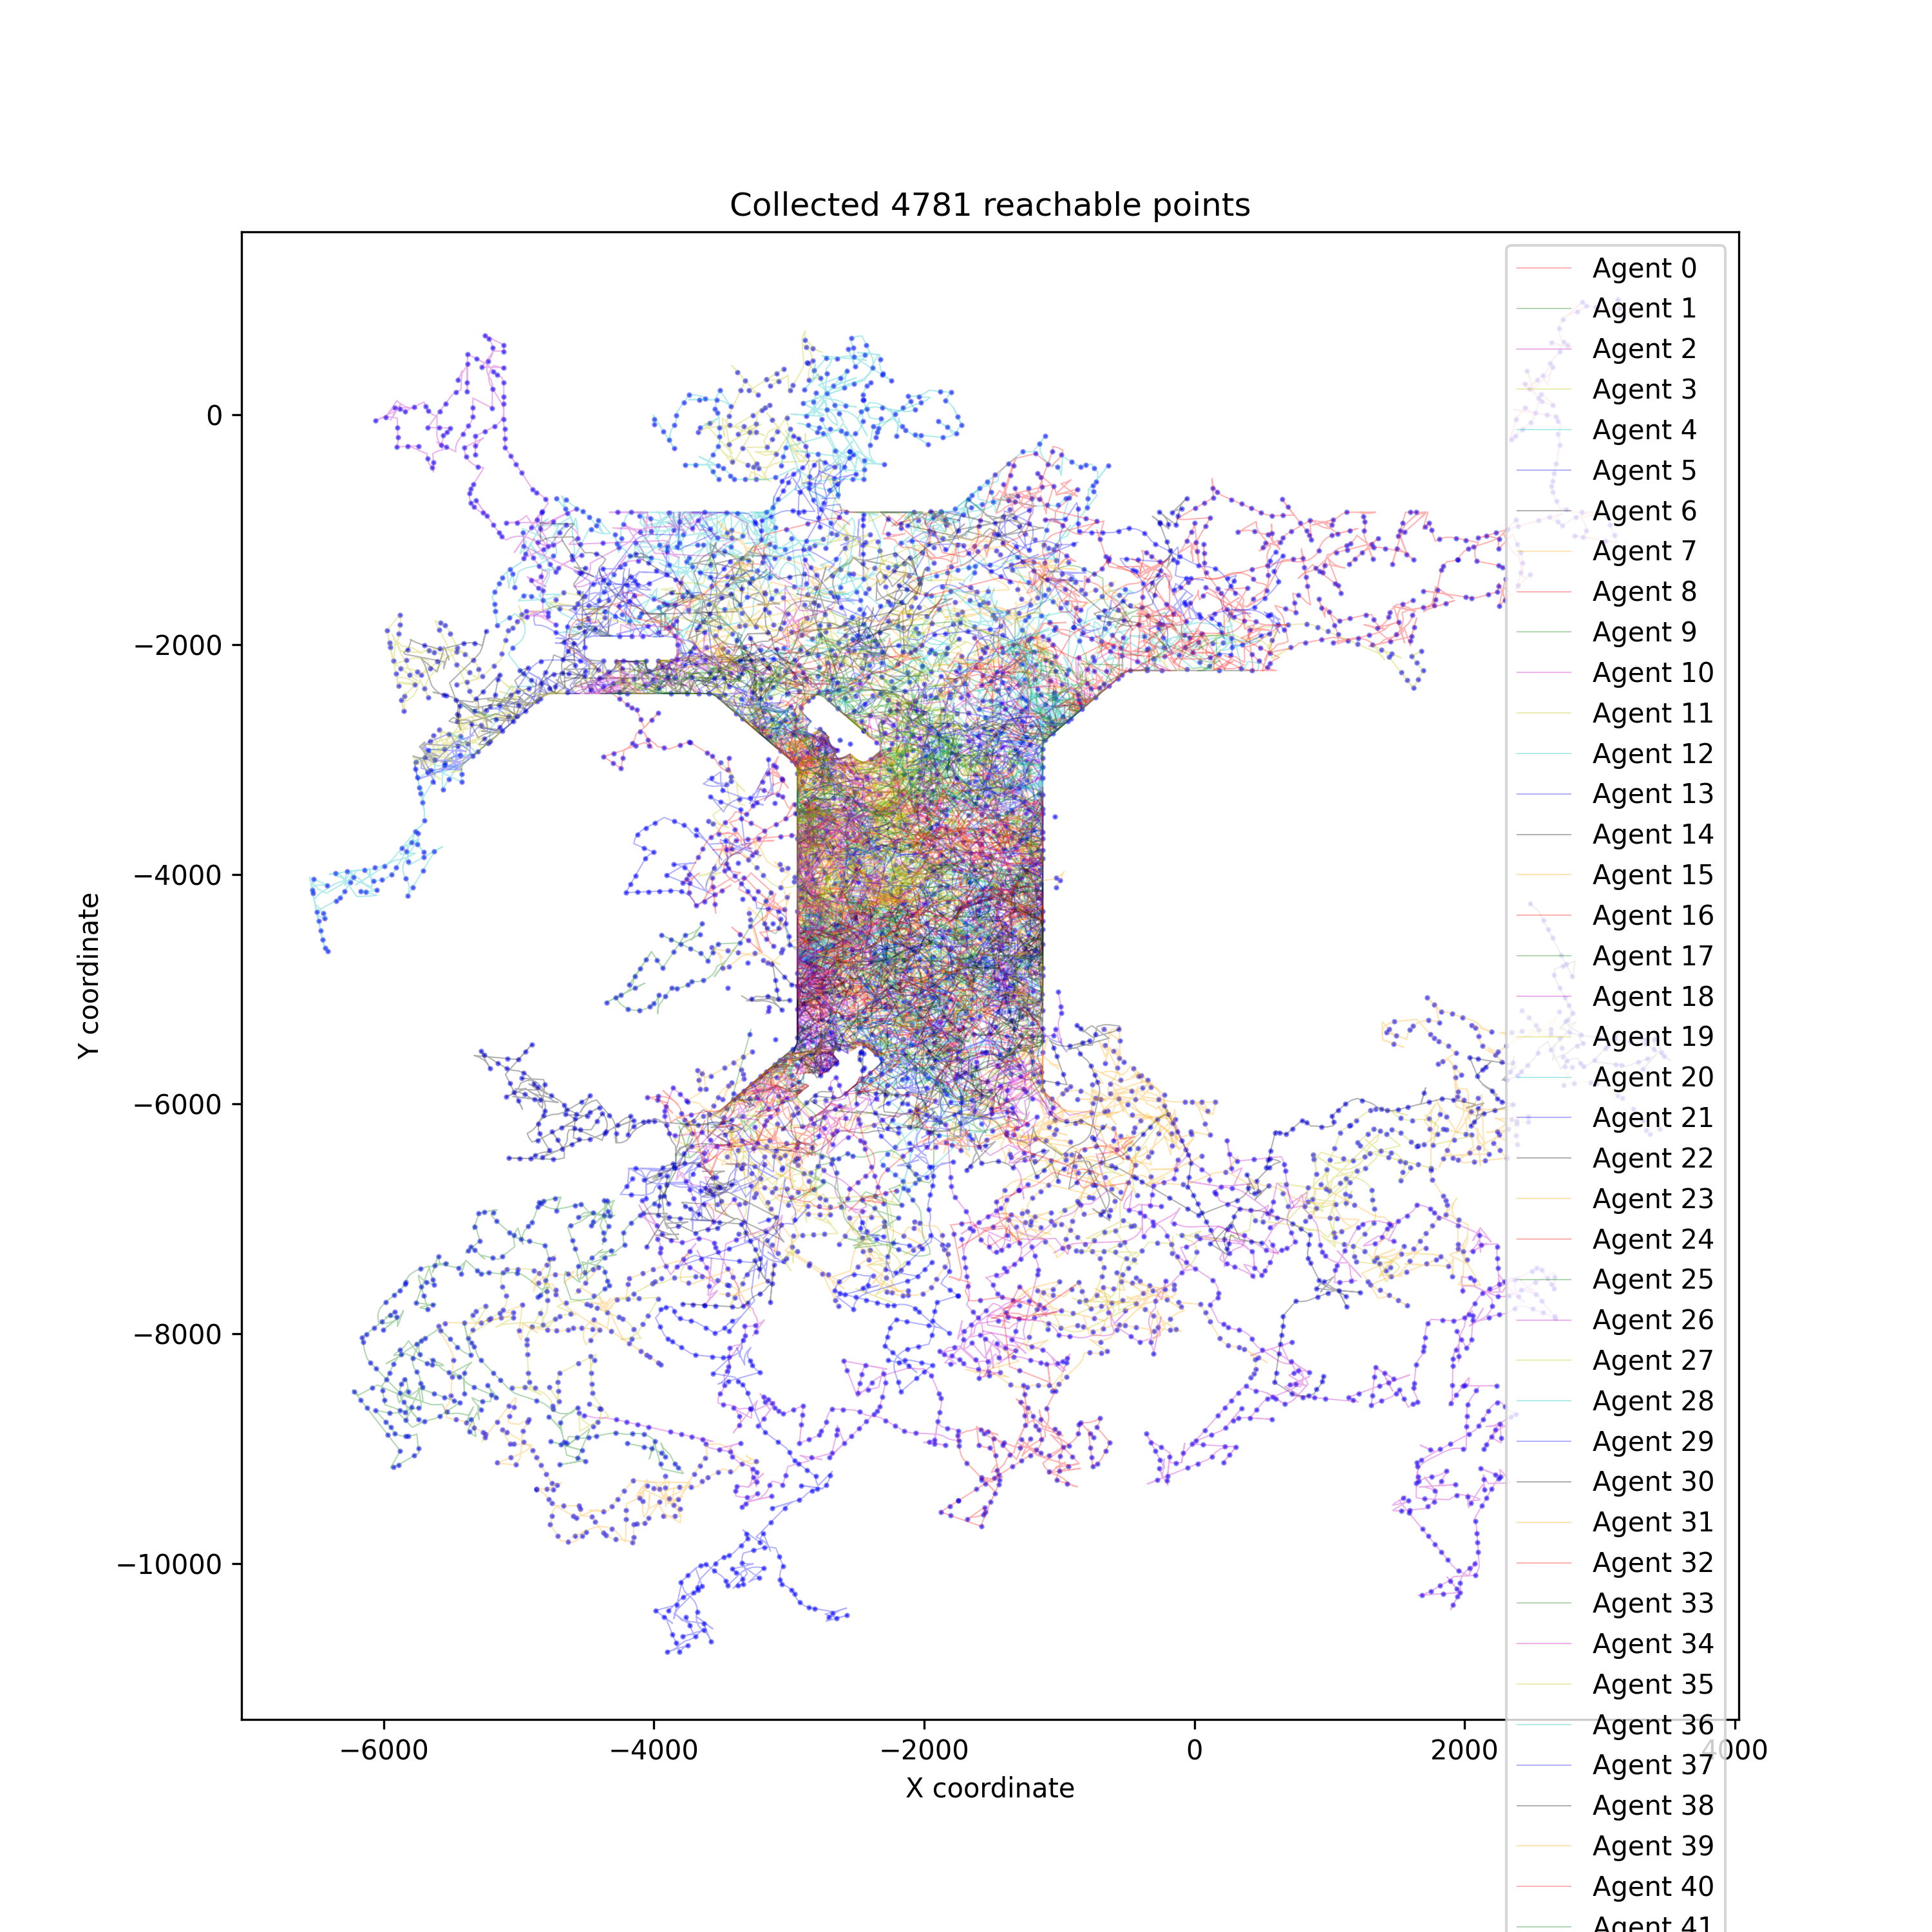 Collected 4781 reachable points
Y coordinate
0
−2000
−4000
−6000
−8000
−10000
−6000
−4000
−2000
0
2000
4000
X coordinate
Agent 0
Agent 1
Agent 2
Agent 3
Agent 4
Agent 5
Agent 6
Agent 7
Agent 8
Agent 9
Agent 10
Agent 11
Agent 12
Agent 13
Agent 14
Agent 15
Agent 16
Agent 17
Agent 18
Agent 19
Agent 20
Agent 21
Agent 22
Agent 23
Agent 24
Agent 25
Agent 26
Agent 27
Agent 28
Agent 29
Agent 30
Agent 31
Agent 32
Agent 33
Agent 34
Agent 35
Agent 36
Agent 37
Agent 38
Agent 39
Agent 40
Agent 41